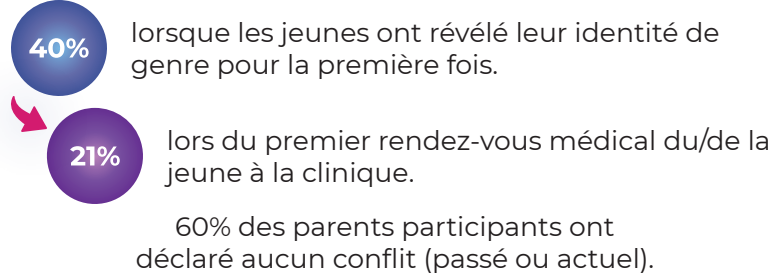 40%
lorsque les jeunes ont révélé leur identité de
genre pour la première fois.
21%
lors du premier rendez-vous médical du/de la
jeune à la clinique.
60% des parents participants ont
déclaré aucun conflit (passé ou actuel).